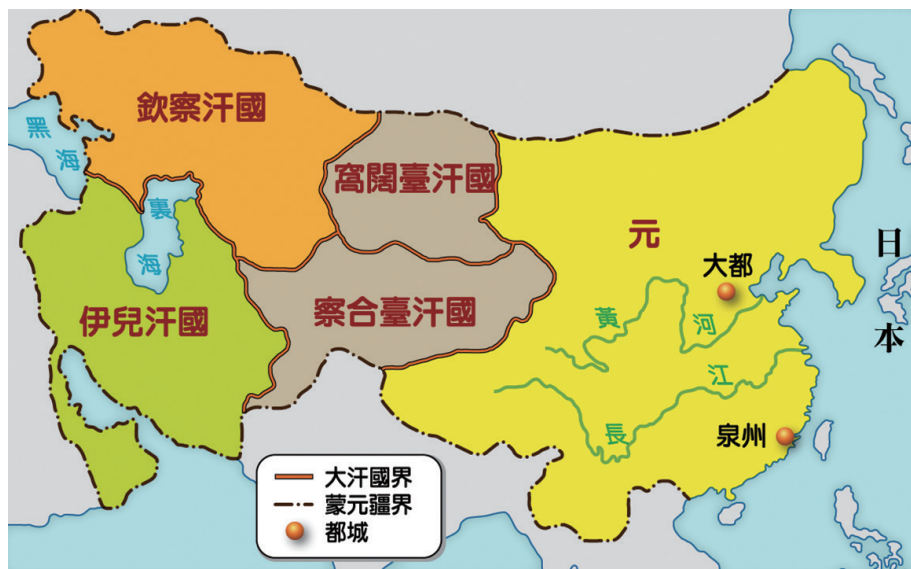 欽察汗國
黑海
窩闊臺汗國
裏海
元
日本
大都
伊兒汗國
察合臺汗國
黃河
長江
泉州
大汗國界
蒙元疆界
都城